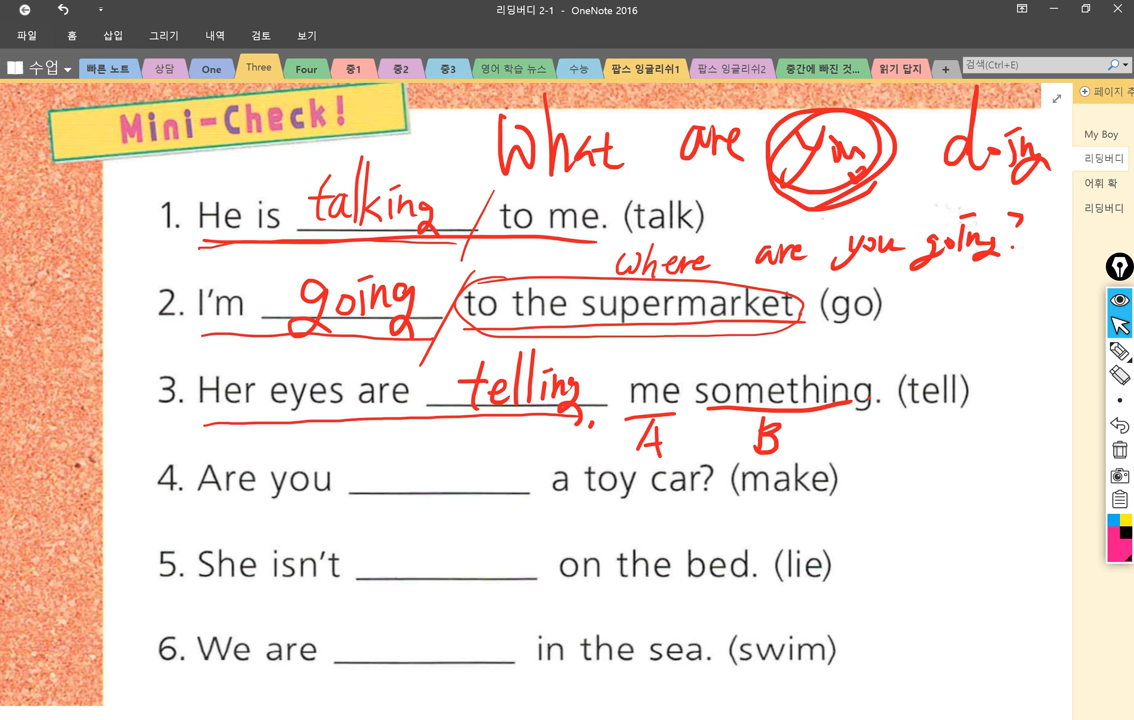 리딩버디 2-1 - OneNote 2016
파일 홈 삽입 그리기 내역 검토 보기
수업 빠른 노트 상담 One Three Four 중1 중2 중3 영어 학습 뉴스 수능 팝스 잉글리쉬1 팝스 잉글리쉬2 중간에 빠진 것... 읽기 답지 + 검색(Ctrl+E)
페이지 추
My Boy
리딩버디
어휘 확
리딩버디
Mini-Check!
What are you doing
1. He is talking to me. (talk)
where are you going?
2. I'm going to the supermarket. (go)
3. Her eyes are telling me something. (tell)
A B
4. Are you ________ a toy car? (make)
5. She isn't ________ on the bed. (lie)
6. We are ________ in the sea. (swim)